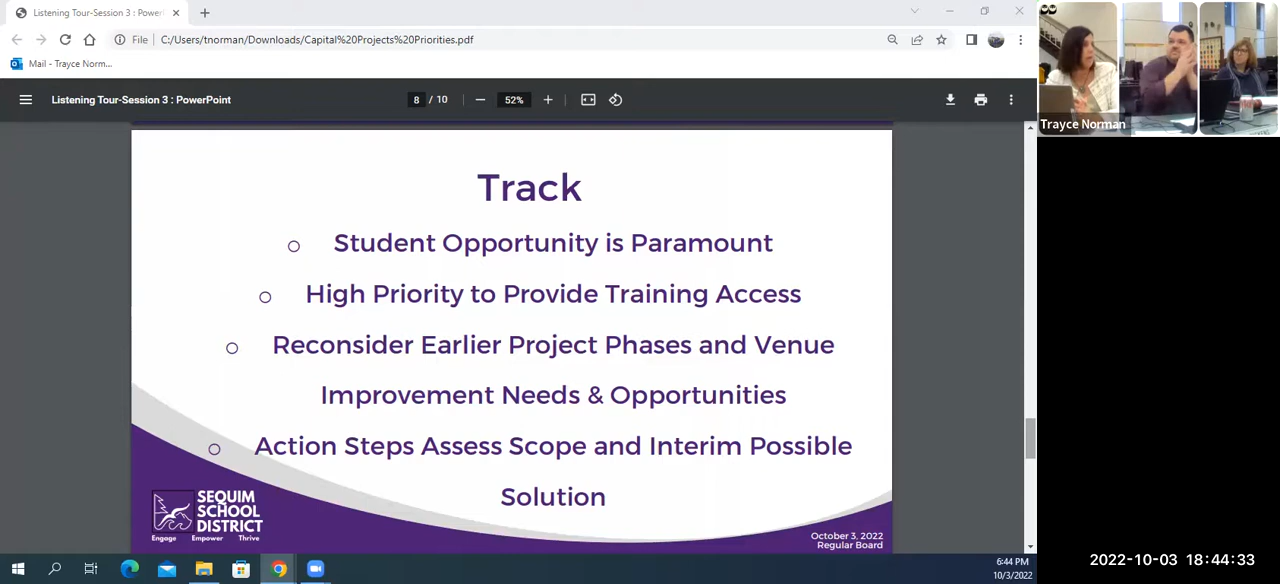 Listening Tour-Session 3 : Power
File
C:/Users/tnorman/Downloads/Capital%20Projects%20Priorities.pdf
Mail - Trayce Norm...
Listening Tour-Session 3 : PowerPoint
8 / 10
52%
Trayce Norman
Track
Student Opportunity is Paramount
High Priority to Provide Training Access
Reconsider Earlier Project Phases and Venue
Improvement Needs & Opportunities
Action Steps Assess Scope and Interim Possible
Solution
SEQUIM
SCHOOL
DISTRICT
Engage Empower Thrive
October 3, 2022
Regular Board
6:44 PM
10/3/2022
2022-10-03 18:44:33